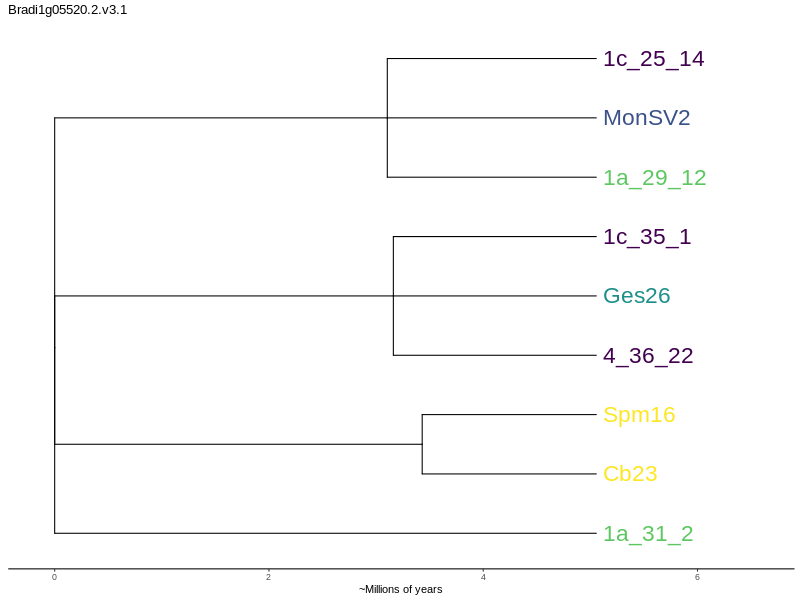 Bradi1g05520.2.v3.1
1c_25_14
MonSV2
1a_29_12
1c_35_1
Ges26
4_36_22
Spm16
Cb23
1a_31_2
0 2 4 6
~Millions of years